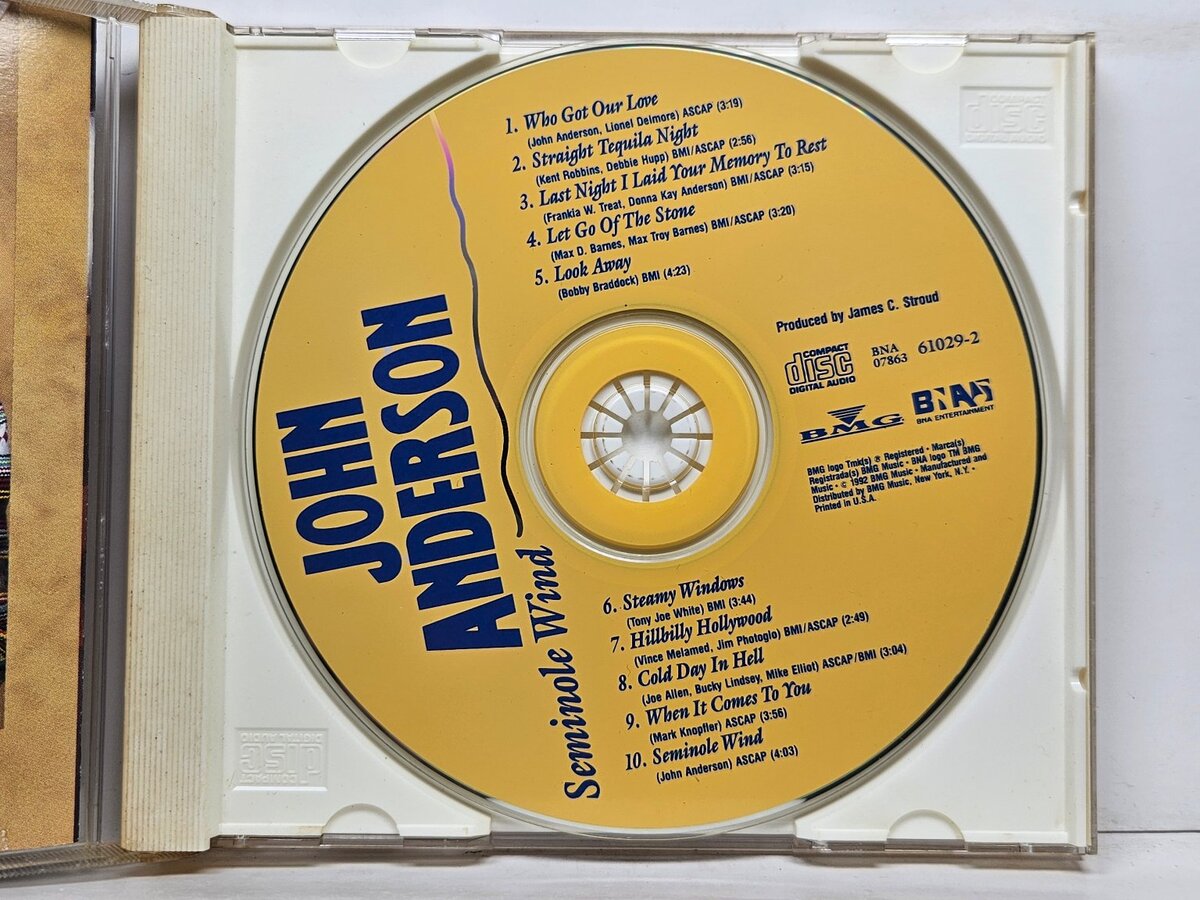 JOHN
ANDERSON
Seminole Wind
1. Who Got Our Love
(John Anderson, Lionel Delmore) ASCAP (3:19)
2. Straight Tequila Night
(Kent Robbins, Debbie Hupp) BMI/ASCAP (2:56)
3. Last Night I Laid Your Memory To Rest
(Frankia W. Treat, Donna Kay Anderson) BMI/ASCAP (3:15)
4. Let Go Of The Stone
(Max D. Barnes, Max Troy Barnes) BMI/ASCAP (3:20)
5. Look Away
(Bobby Braddock) BMI (4:23)
Produced by James C. Stroud
COMPACT
disc
DIGITAL AUDIO
BNA
07863 61029-2
BMG
BNA
BNA ENTERTAINMENT
BMG logo Tmk(s) ® Registered • Marca(s)
Registrada(s) BMG Music • BNA logo TM BMG
Music • © 1992 BMG Music • Manufactured and
Distributed by BMG Music, New York, N.Y. •
Printed in U.S.A.
6. Steamy Windows
(Tony Joe White) BMI (3:44)
7. Hillbilly Hollywood
(Vince Melamed, Jim Photoglo) BMI/ASCAP (2:49)
8. Cold Day In Hell
(Joe Allen, Bucky Lindsey, Mike Elliot) ASCAP/BMI (3:04)
9. When It Comes To You
(Mark Knopfler) ASCAP (3:56)
10. Seminole Wind
(John Anderson) ASCAP (4:03)
COMPACT
disc
DIGITAL AUDIO
COMPACT
disc
DIGITAL AUDIO